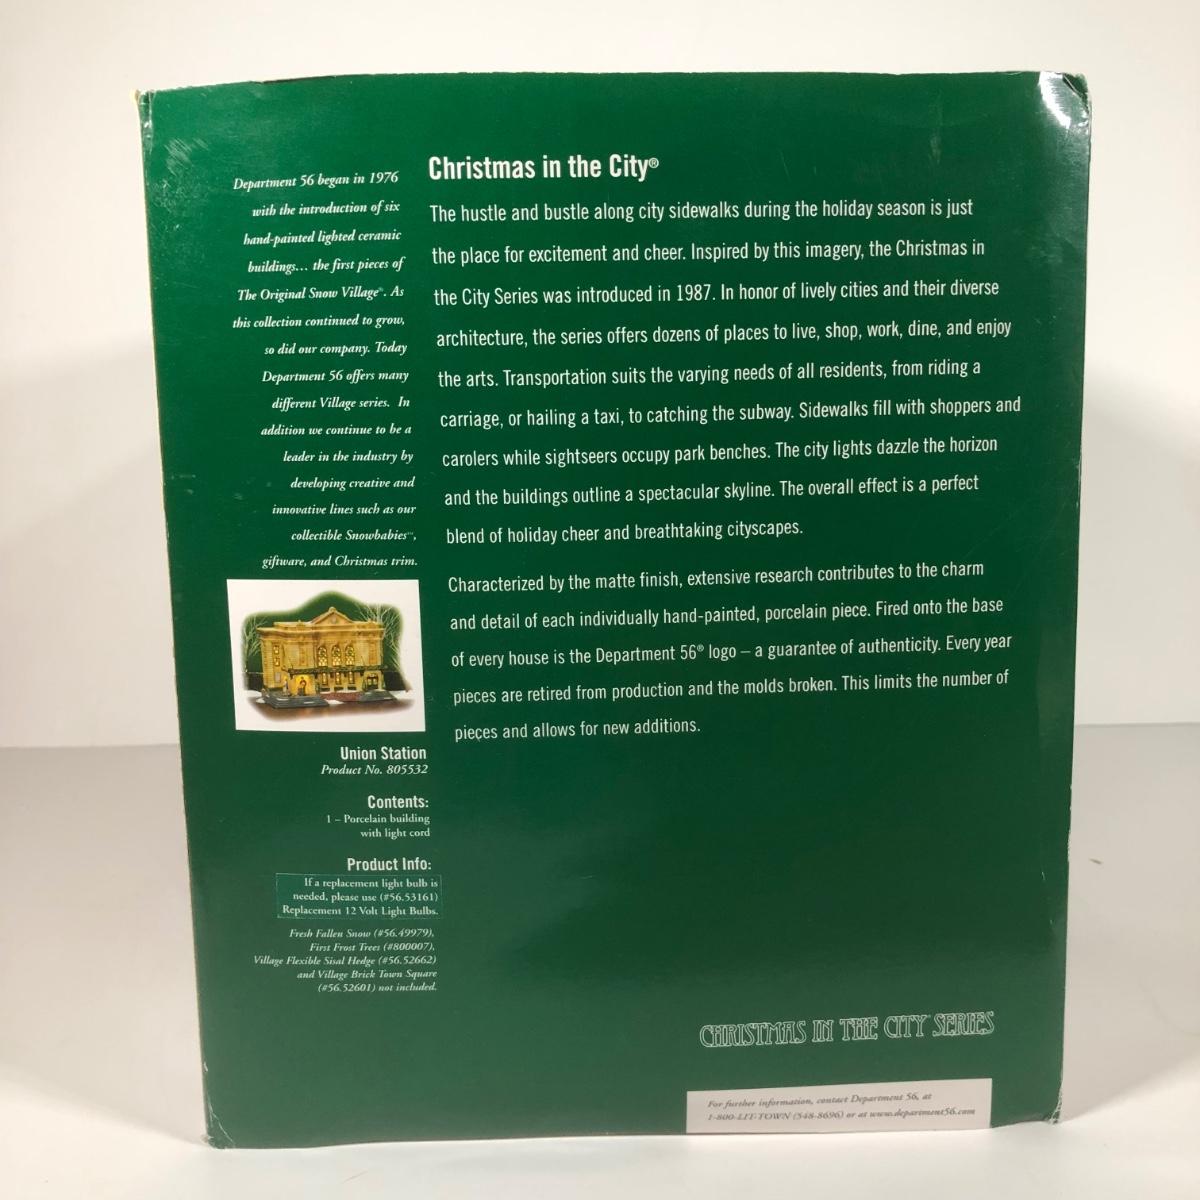 Department 56 began in 1976
with the introduction of six
hand-painted lighted ceramic
buildings... the first pieces of
The Original Snow Village®. As
this collection continued to grow,
so did our company. Today
Department 56 offers many
different Village series. In
addition we continue to be a
leader in the industry by
developing creative and
innovative lines such as our
collectible Snowbabies™,
giftware, and Christmas trim.
Union Station
Product No. 805532
Contents:
1 – Porcelain building
with light cord
Product Info:
If a replacement light bulb is
needed, please use (#56.53161)
Replacement 12 Volt Light Bulbs.
Fresh Fallen Snow (#56.49979),
First Frost Trees (#800007),
Village Flexible Sisal Hedge (#56.52662)
and Village Brick Town Square
(#56.52601) not included.
Christmas in the City®
The hustle and bustle along city sidewalks during the holiday season is just
the place for excitement and cheer. Inspired by this imagery, the Christmas in
the City Series was introduced in 1987. In honor of lively cities and their diverse
architecture, the series offers dozens of places to live, shop, work, dine, and enjoy
the arts. Transportation suits the varying needs of all residents, from riding a
carriage, or hailing a taxi, to catching the subway. Sidewalks fill with shoppers and
carolers while sightseers occupy park benches. The city lights dazzle the horizon
and the buildings outline a spectacular skyline. The overall effect is a perfect
blend of holiday cheer and breathtaking cityscapes.
Characterized by the matte finish, extensive research contributes to the charm
and detail of each individually hand-painted, porcelain piece. Fired onto the base
of every house is the Department 56® logo – a guarantee of authenticity. Every year
pieces are retired from production and the molds broken. This limits the number of
pieces and allows for new additions.
CHRISTMAS IN THE CITY SERIES
For further information, contact Department 56, at
1-800-LIT-TOWN (548-8696) or at www.department56.com